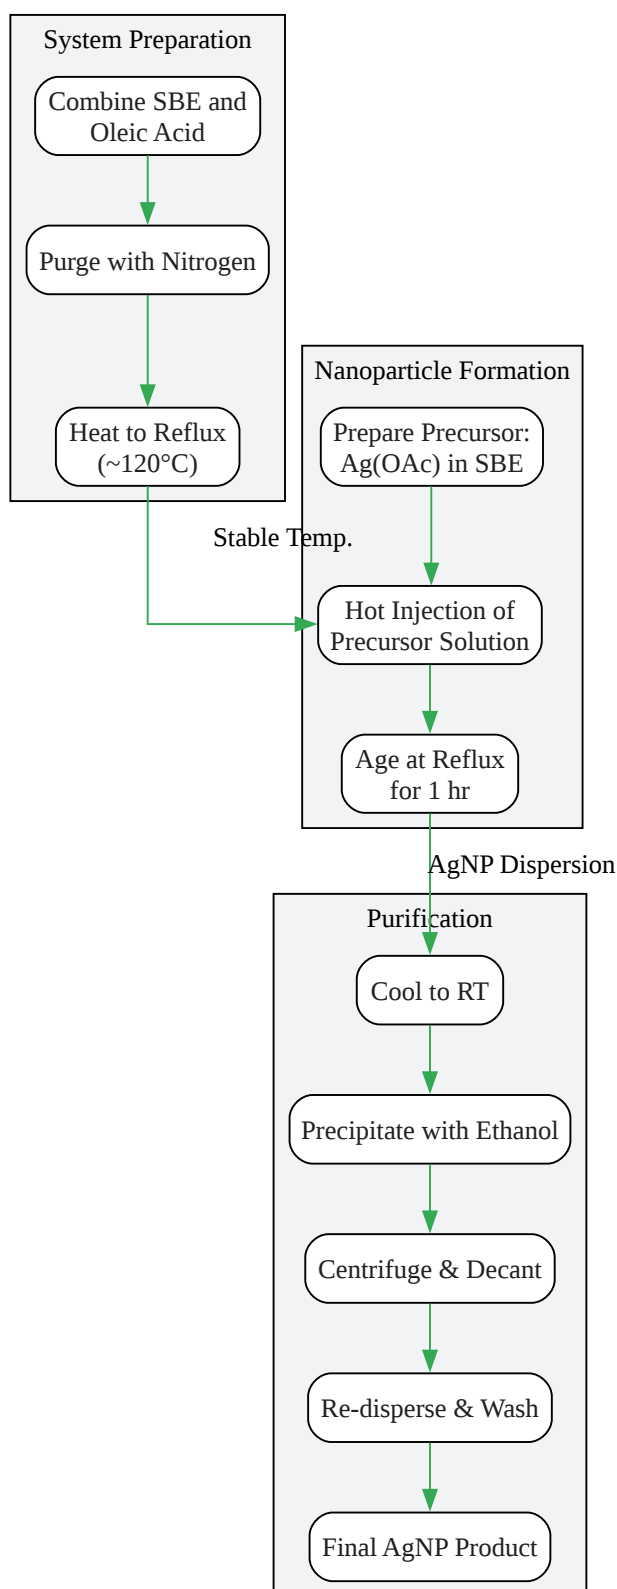 System Preparation
Combine SBE and
Oleic Acid
Purge with Nitrogen
Heat to Reflux
(~120°C)
Stable Temp.
Nanoparticle Formation
Prepare Precursor:
Ag(OAc) in SBE
Hot Injection of
Precursor Solution
Age at Reflux
for 1 hr
AgNP Dispersion
Purification
Cool to RT
Precipitate with Ethanol
Centrifuge & Decant
Re-disperse & Wash
Final AgNP Product